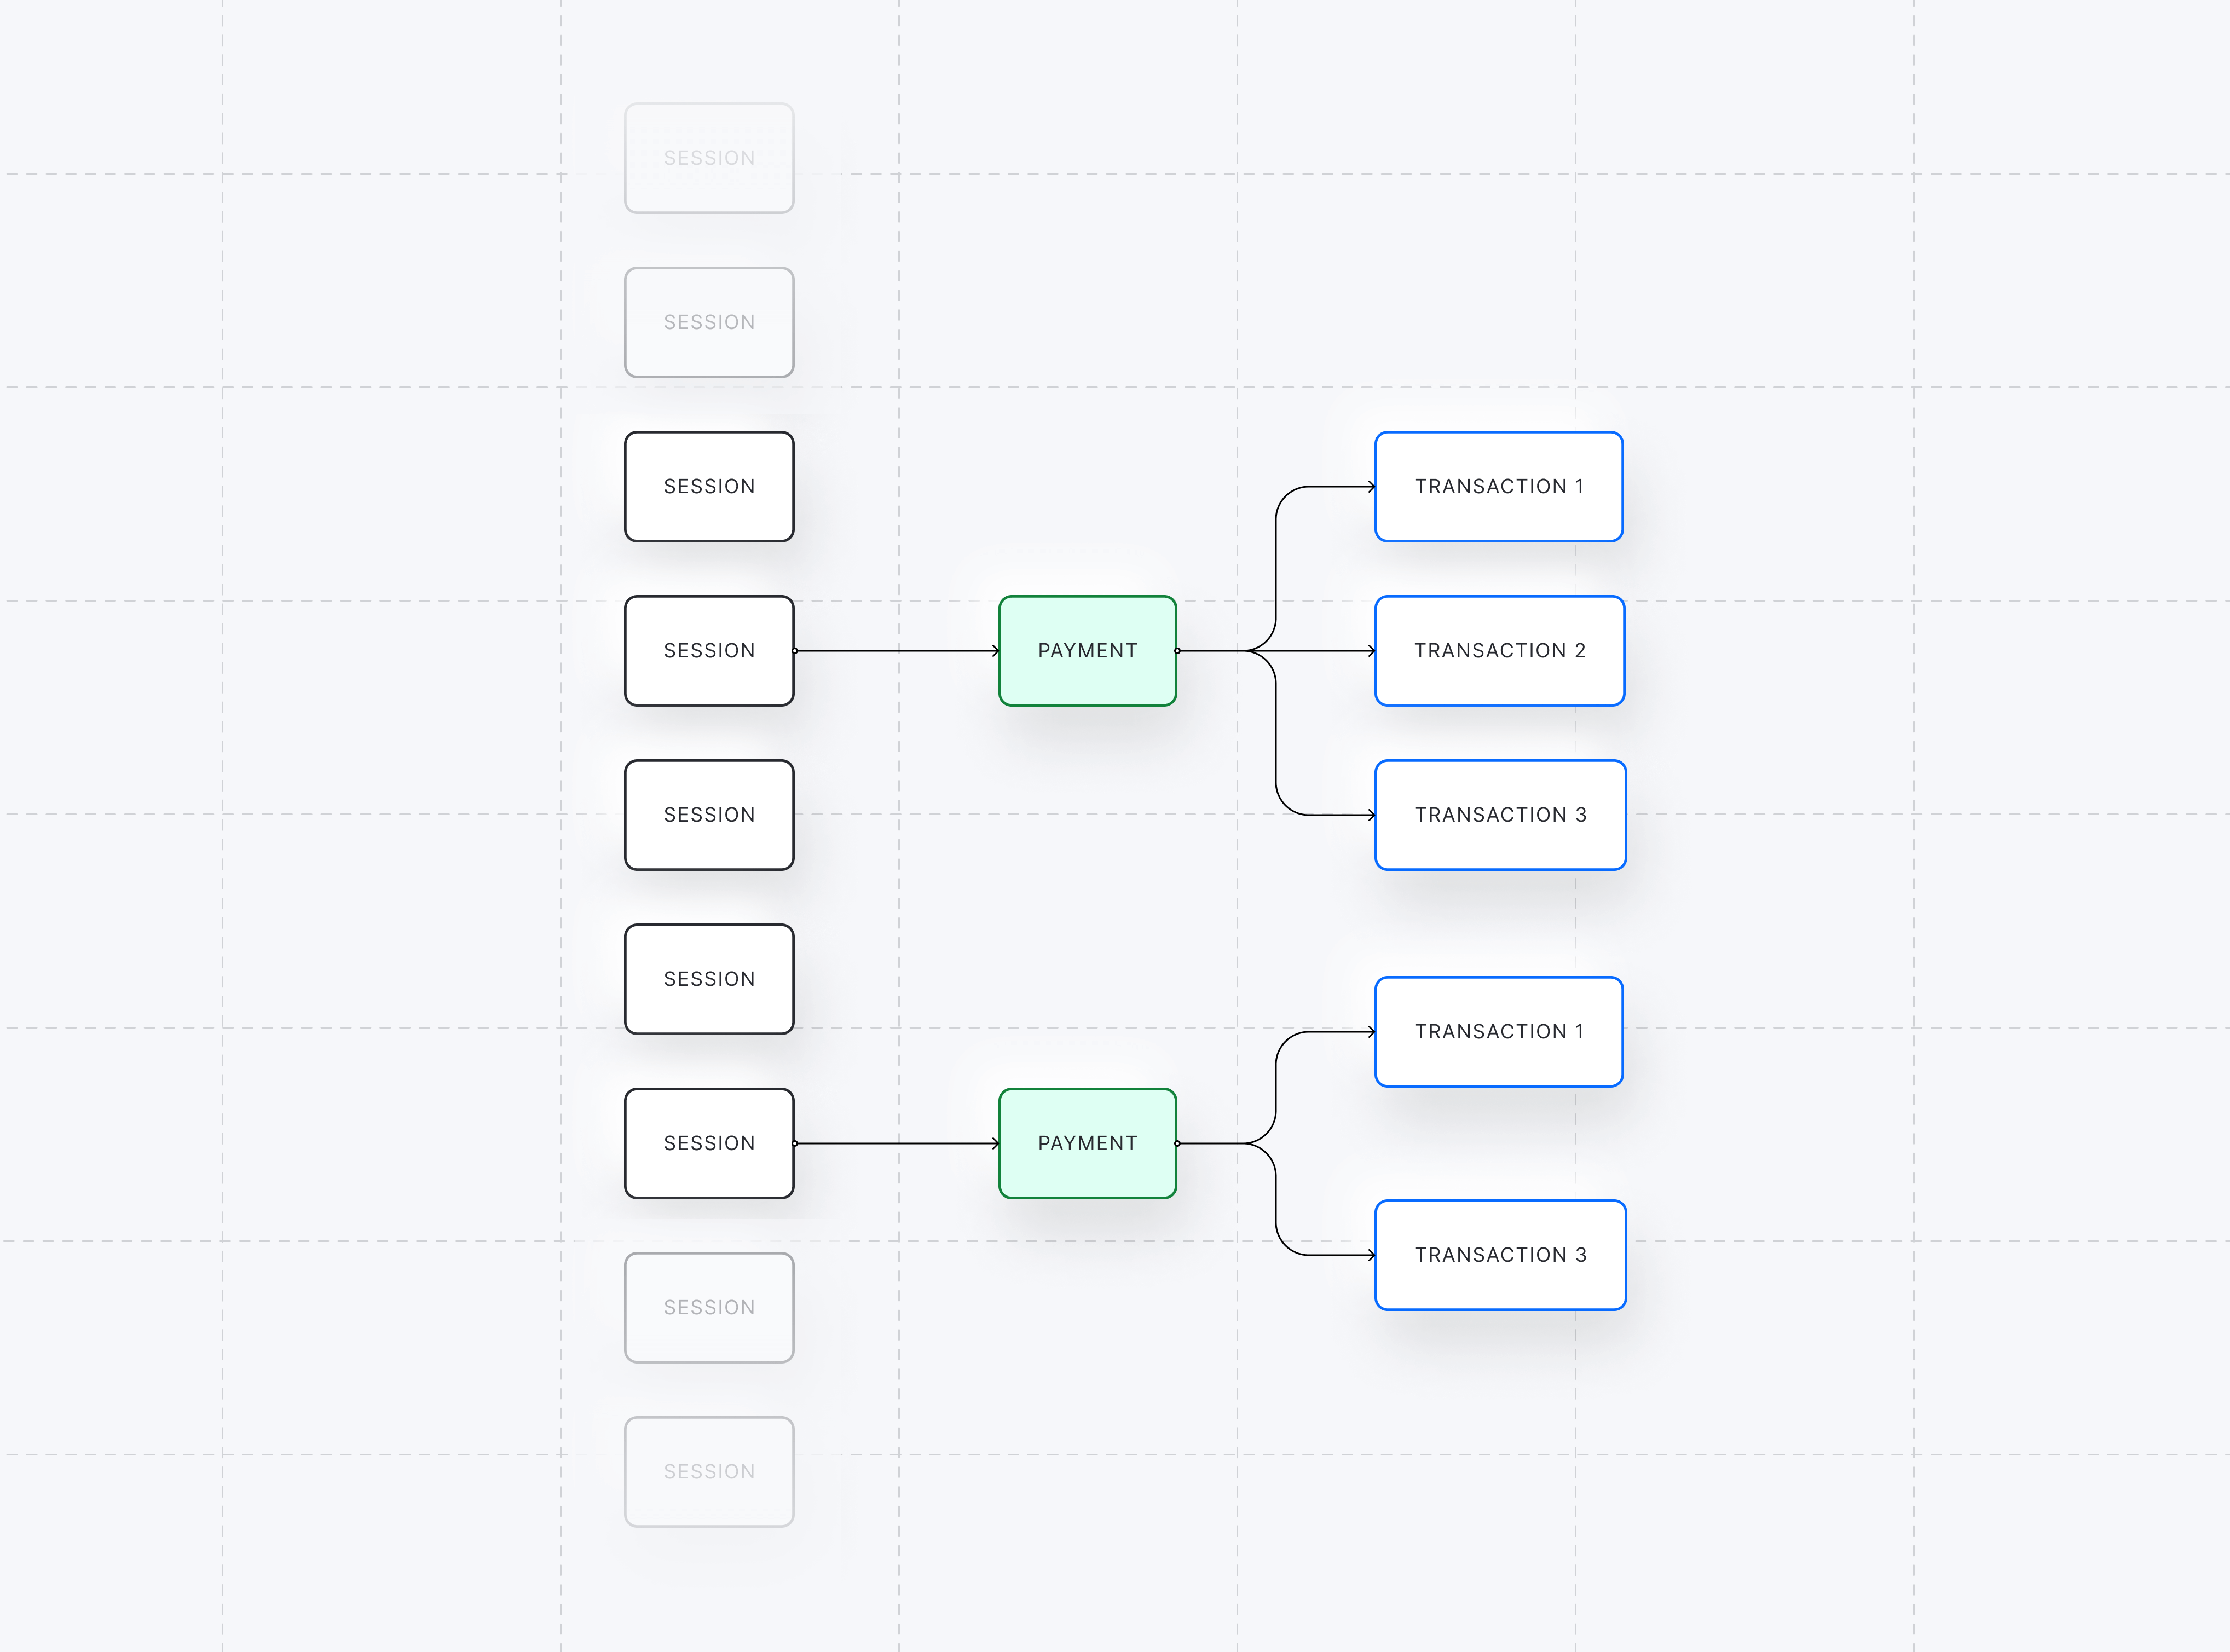 SESSION
SESSION
SESSION
TRANSACTION 1
SESSION
PAYMENT
TRANSACTION 2
SESSION
TRANSACTION 3
SESSION
TRANSACTION 1
SESSION
PAYMENT
TRANSACTION 3
SESSION
SESSION